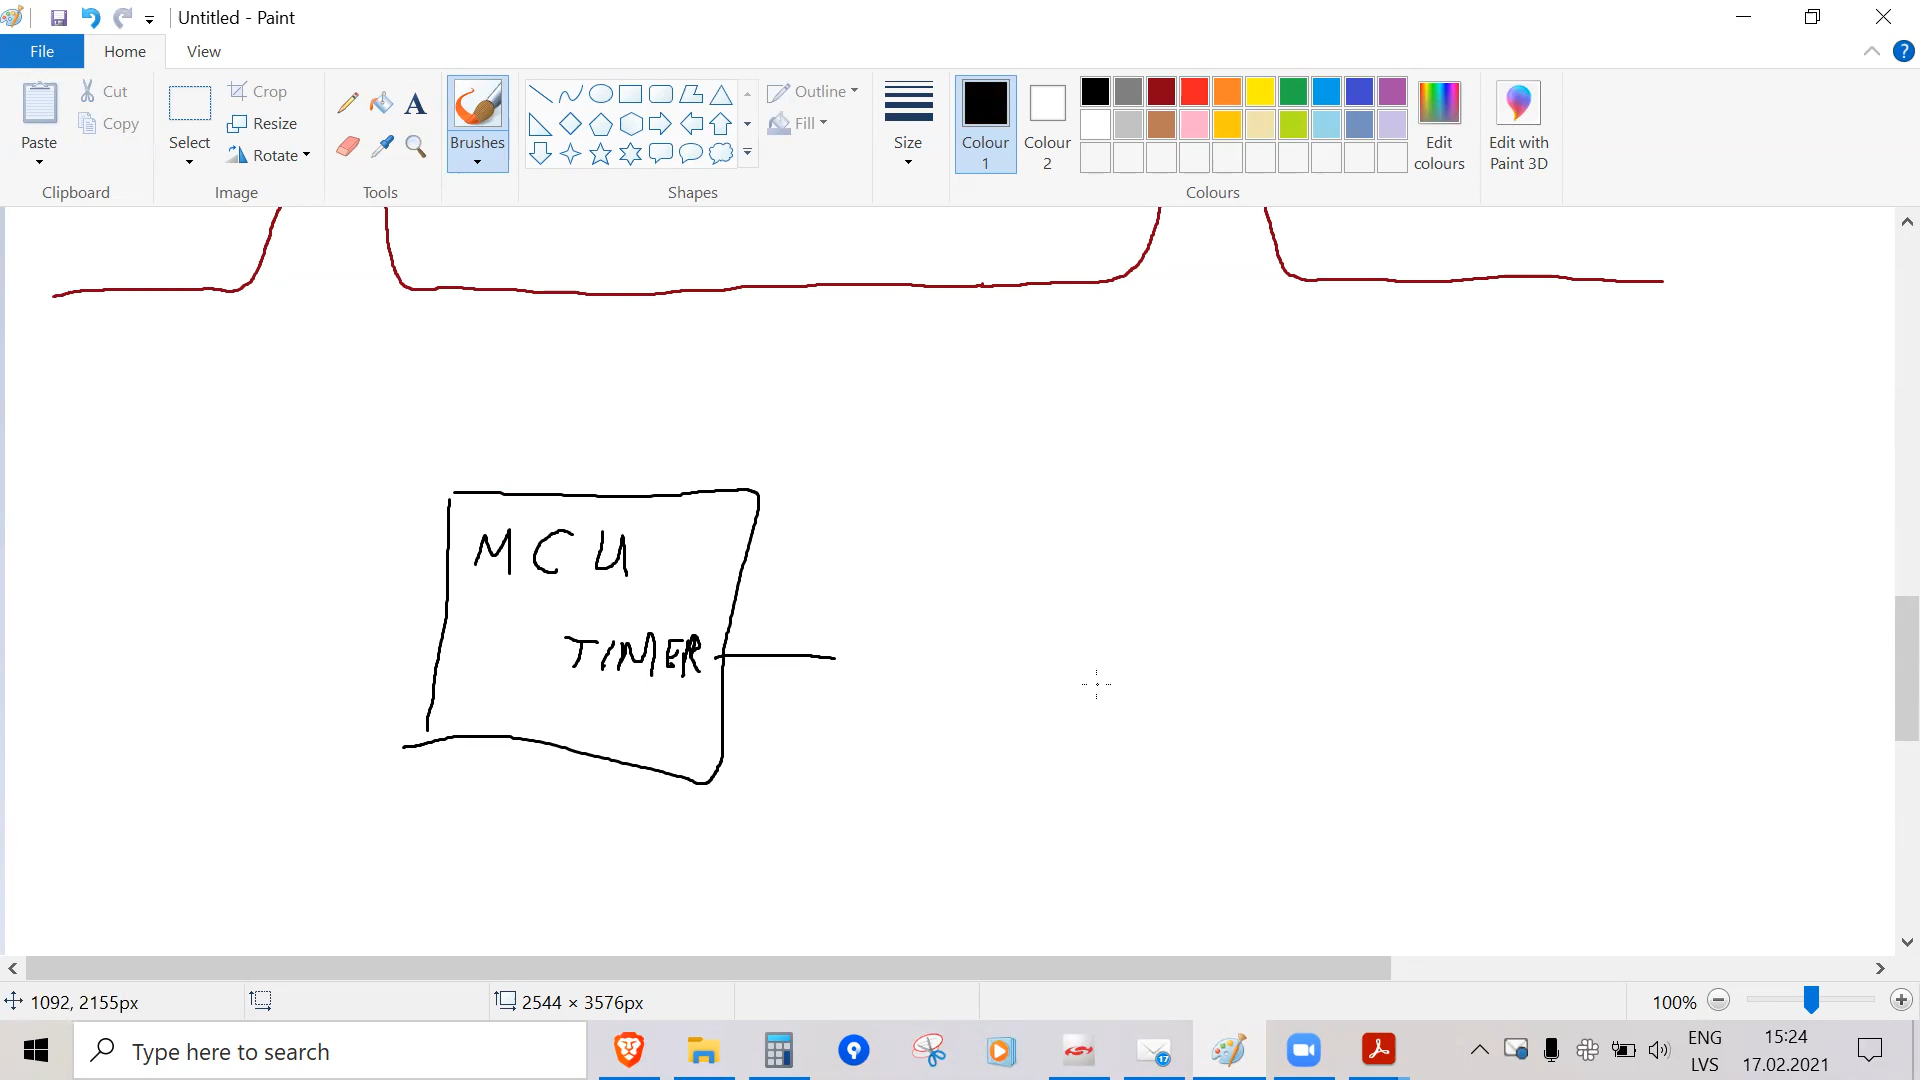 Untitled - Paint
File Home View
Paste
Cut
Copy
Clipboard
Select
Crop
Resize
Rotate
Image
Tools
Brushes
Shapes
Outline
Fill
Size
Colour 1
Colour 2
Colours
Edit colours
Edit with Paint 3D
MCU
TIMER
1092, 2155px
2544 × 3576px
100%
Type here to search
17
ENG
LVS
15:24
17.02.2021